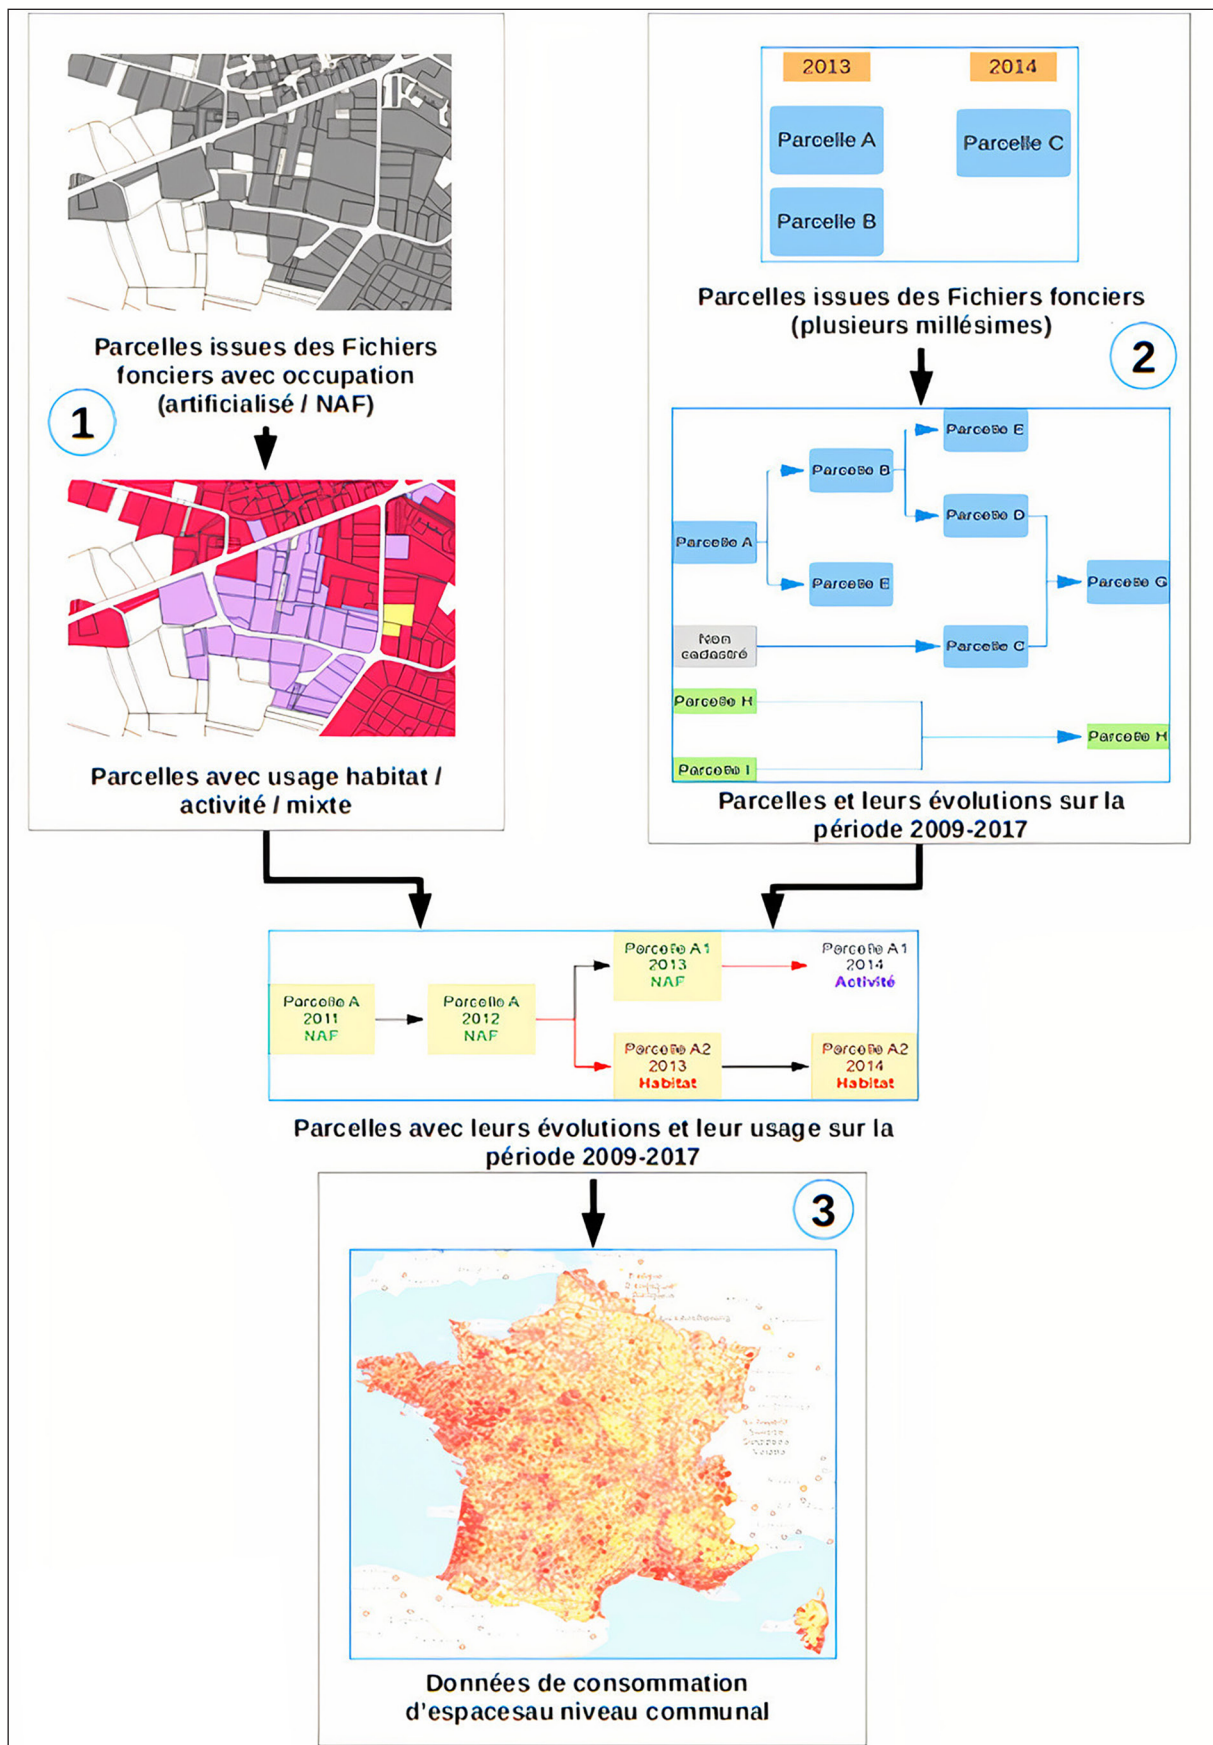 Parcelles issues des Fichiers
fonciers avec occupation
(artificialisé / NAF)
1
Parcelles avec usage habitat /
activité / mixte
2013
2014
Parcelle A
Parcelle C
Parcelle B
Parcelles issues des Fichiers fonciers
(plusieurs millésimes)
2
Parcelle E
Parcelle B
Parcelle D
Parcelle A
Parcelle E
Parcelle G
Non
cadastré
Parcelle C
Parcelle H
Parcelle H
Parcelle I
Parcelles et leurs évolutions sur la
période 2009-2017
Parcelle A
2011
NAF
Parcelle A
2012
NAF
Parcelle A1
2013
NAF
Parcelle A1
2014
Activité
Parcelle A2
2013
Habitat
Parcelle A2
2014
Habitat
Parcelles avec leurs évolutions et leur usage sur la
période 2009-2017
3
Données de consommation
d'espacesau niveau communal